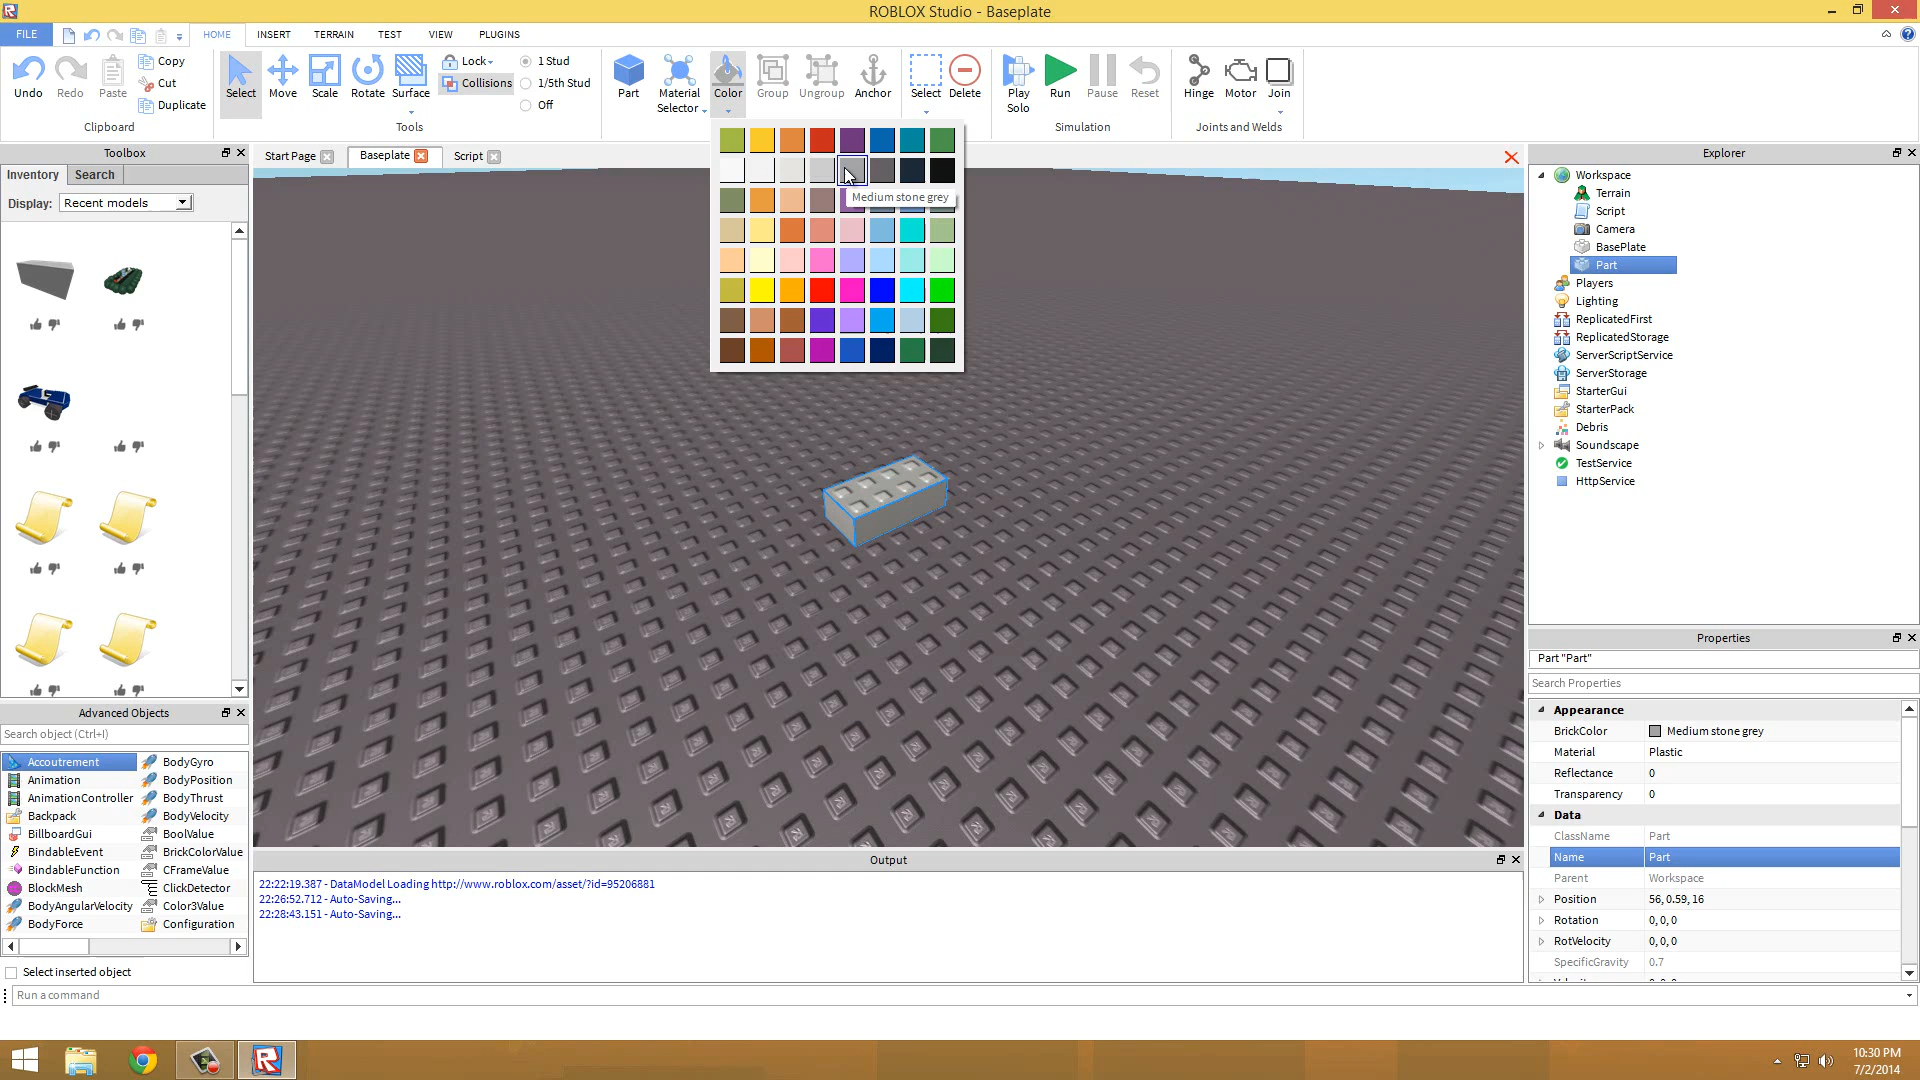 ROBLOX Studio - Baseplate
FILE
HOME
INSERT
TERRAIN
TEST
VIEW
PLUGINS
Undo
Redo
Paste
Copy
Cut
Duplicate
Clipboard
Select
Move
Scale
Rotate
Surface
Lock
Collisions
1 Stud
1/5th Stud
Off
Tools
Part
Material
Selector
Color
Group
Ungroup
Anchor
Select
Delete
Play
Solo
Run
Pause
Reset
Simulation
Hinge
Motor
Join
Joints and Welds
Toolbox
Inventory
Search
Display:
Recent models
Start Page
Baseplate
Script
Medium stone grey
Explorer
Workspace
Terrain
Script
Camera
BasePlate
Part
Players
Lighting
ReplicatedFirst
ReplicatedStorage
ServerScriptService
ServerStorage
StarterGui
StarterPack
Debris
Soundscape
TestService
HttpService
Properties
Part "Part"
Search Properties
Appearance
BrickColor Medium stone grey
Material Plastic
Reflectance 0
Transparency 0
Data
ClassName Part
Name Part
Parent Workspace
Position 56, 0.59, 16
Rotation 0, 0, 0
RotVelocity 0, 0, 0
SpecificGravity 0.7
Advanced Objects
Search object (Ctrl+I)
Accoutrement BodyGyro
Animation BodyPosition
AnimationController BodyThrust
Backpack BodyVelocity
BillboardGui BoolValue
BindableEvent BrickColorValue
BindableFunction CFrameValue
BlockMesh ClickDetector
BodyAngularVelocity Color3Value
BodyForce Configuration
Select inserted object
Output
22:22:19.387 - DataModel Loading http://www.roblox.com/asset/?id=95206881
22:26:52.712 - Auto-Saving...
22:28:43.151 - Auto-Saving...
Run a command
10:30 PM
7/2/2014